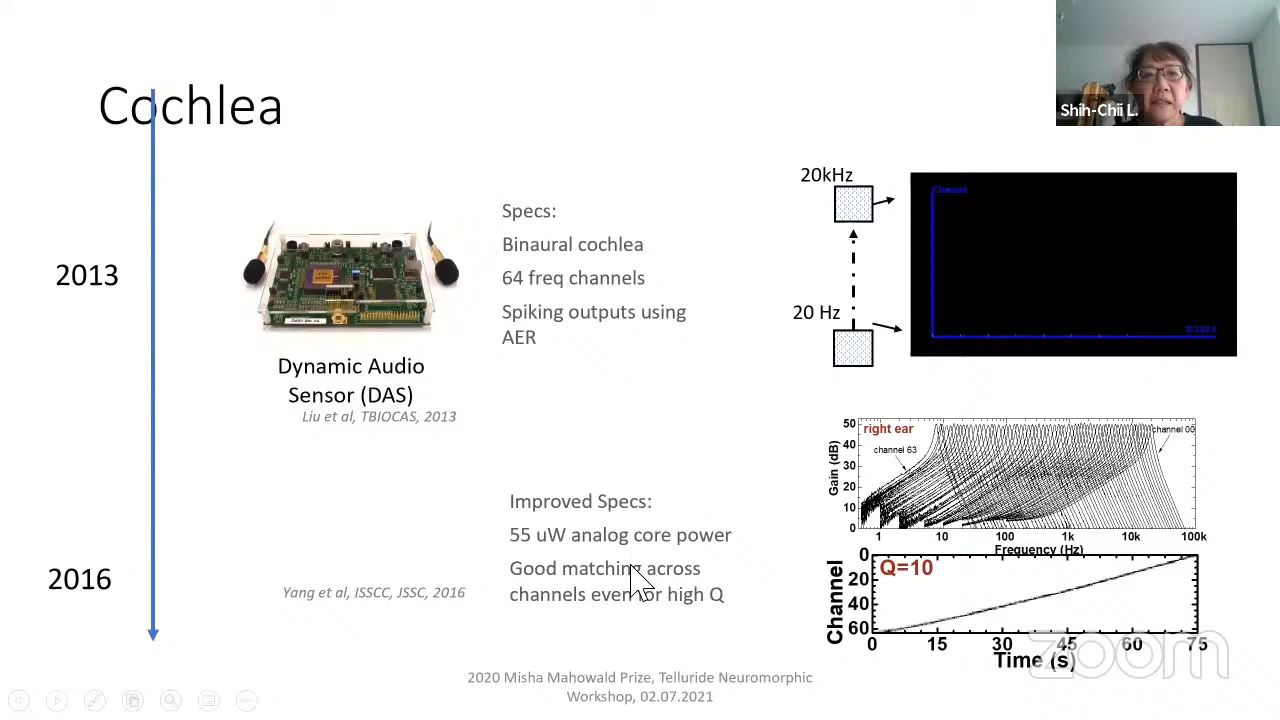 Cochlea
Shih-Chii L.
2013
Dynamic Audio
Sensor (DAS)
Liu et al, TBIOCAS, 2013
Specs:
Binaural cochlea
64 freq channels
Spiking outputs using
AER
20kHz
20 Hz
Channel
right ear
channel 63
channel 00
Gain (dB)
50
40
30
20
10
0
1 10 100 1k 10k 100k
Frequency (Hz)
2016
Yang et al, ISSCC, JSSC, 2016
Improved Specs:
55 uW analog core power
Good matching across
channels even for high Q
Q=10
Channel
0
20
40
60
0 15 30 45 60 75
Time (s)
zoom
2020 Misha Mahowald Prize, Telluride Neuromorphic
Workshop, 02.07.2021